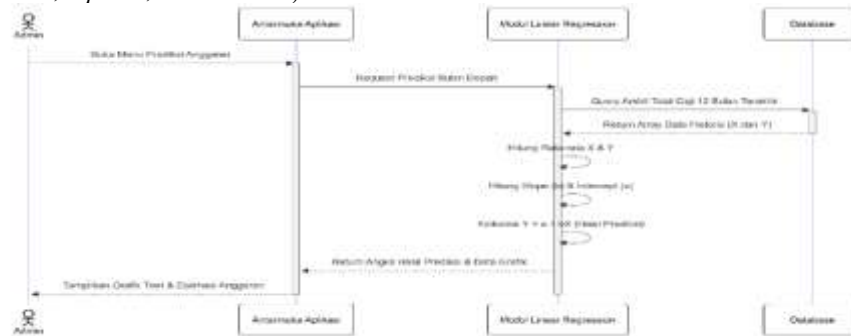 Admin
Antarmuka Aplikasi
Modul Linear Regression
Database
Buka Menu Prediksi Anggaran
Request Prediksi Bulan Depan
Query Ambil Total Gaji 12 Bulan Terakhir
Return Array Data Historis (X dan Y)
Hitung Rata-rata X & Y
Hitung Slope (b) & Intercept (a)
Kalkulasi Y = a + bX (Hasil Prediksi)
Return Angka Hasil Prediksi & Data Grafik
Tampilkan Grafik Tren & Estimasi Anggaran
Admin
Antarmuka Aplikasi
Modul Linear Regression
Database